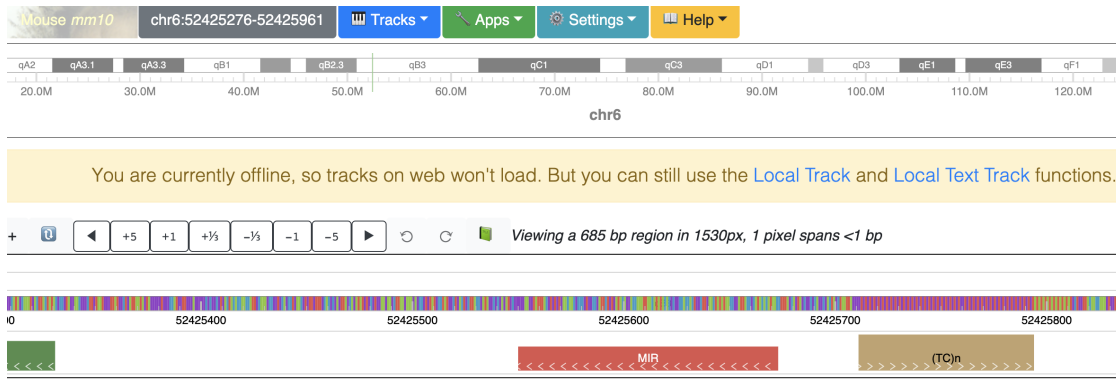 Mouse mm10 chr6:52425276-52425961 Tracks Apps Settings Help
qA2 qA3.1 qA3.3 qB1 qB2.3 qB3 qC1 qC3 qD1 qD3 qE1 qE3 qF1
20.0M 30.0M 40.0M 50.0M 60.0M 70.0M 80.0M 90.0M 100.0M 110.0M 120.0M
chr6
You are currently offline, so tracks on web won't load. But you can still use the Local Track and Local Text Track functions.
+ ◀ +5 +1 +⅓ -⅓ -1 -5 ▶ Viewing a 685 bp region in 1530px, 1 pixel spans <1 bp
00 52425400 52425500 52425600 52425700 52425800
MIR (TC)n